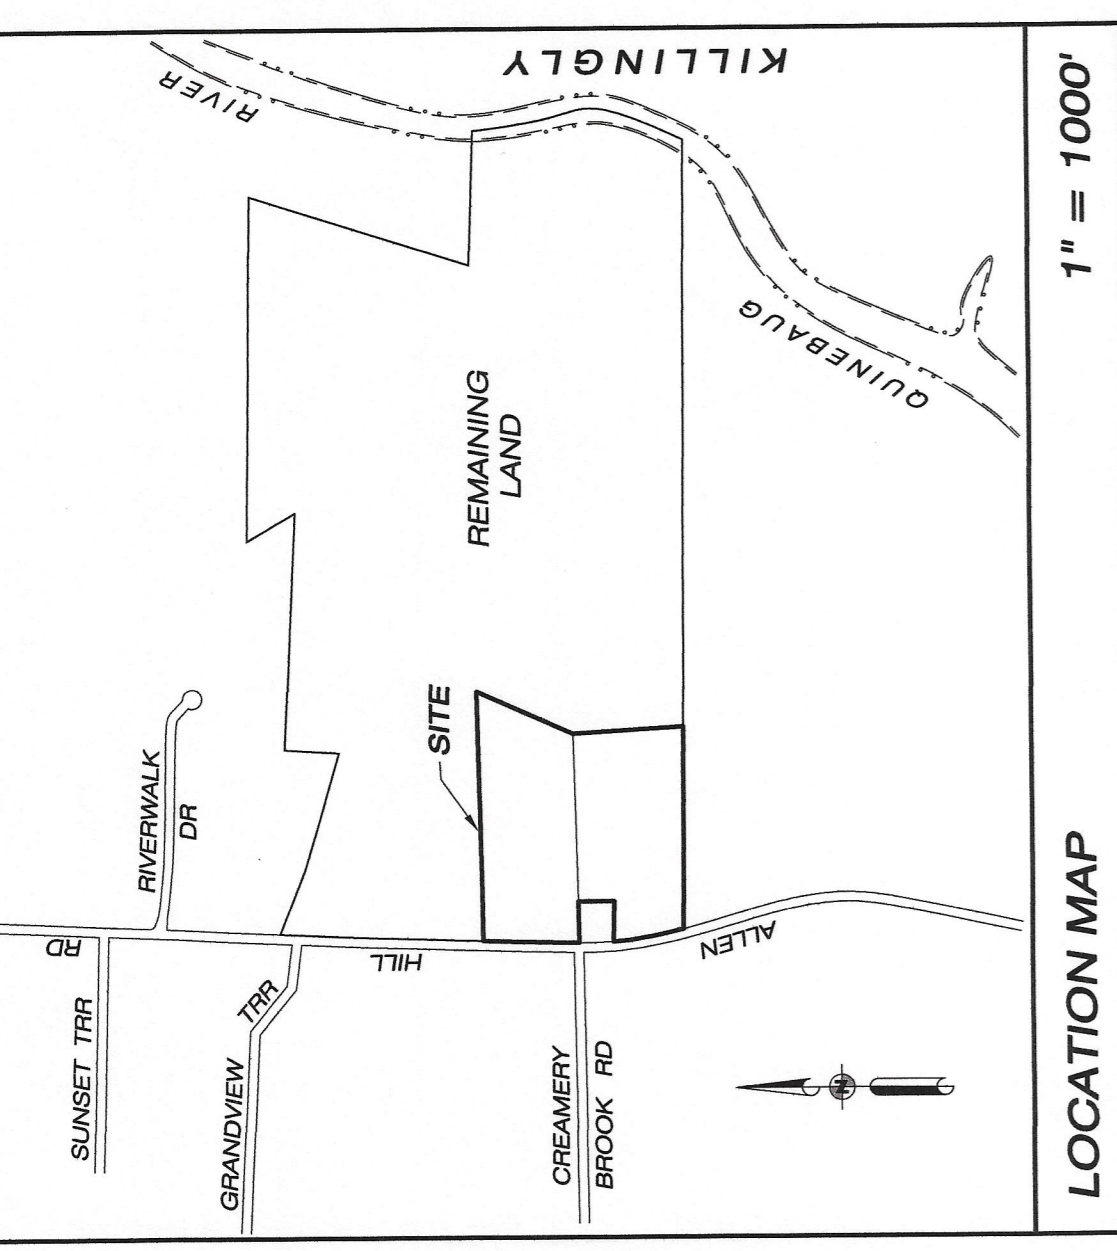 KILLINGLY
RIVER
QUINEBAUG
REMAINING
LAND
SITE
RIVERWALK
DR
ALLEN
HILL
RD
SUNSET TRR
GRANDVIEW
TRR
CREAMERY
BROOK RD
N
LOCATION MAP
1" = 1000'